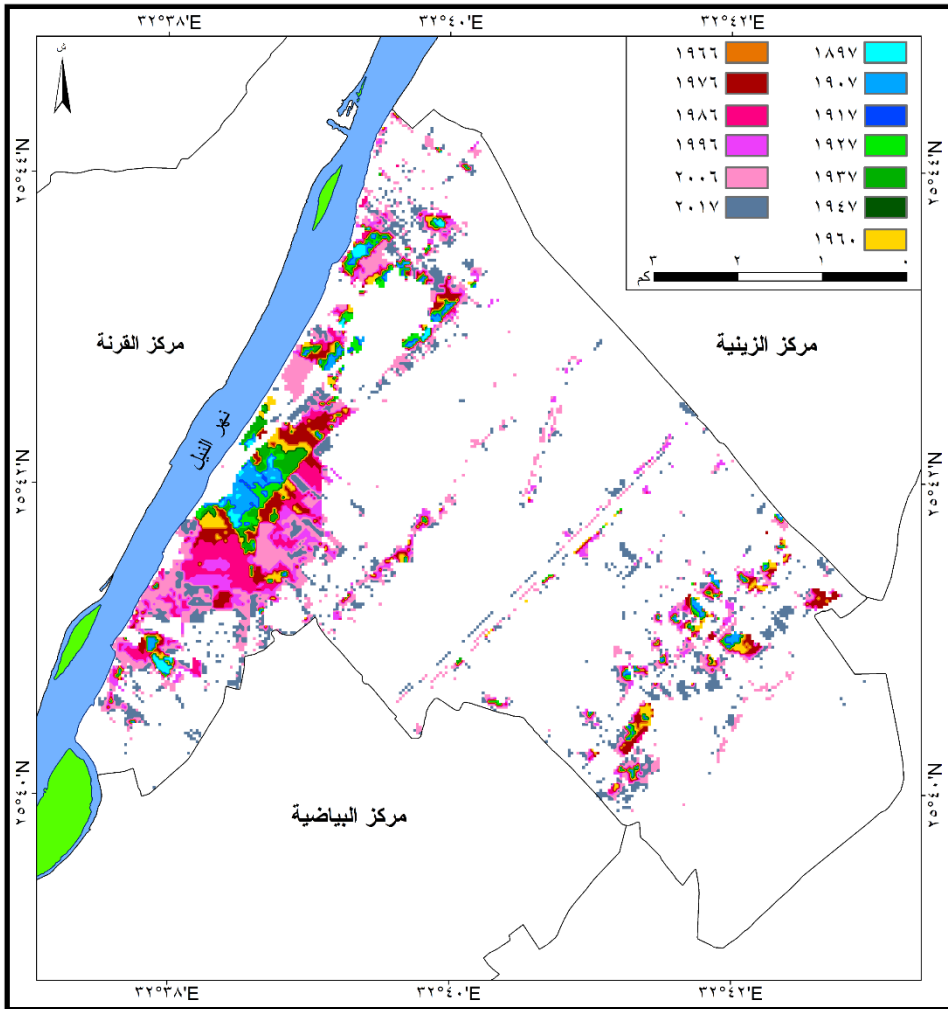 ٣٢°٣٨'E ٣٢°٤٠'E ٣٢°٤٢'E
ش
١٨٩٧ ١٩٦٦
١٩٠٧ ١٩٧٦
١٩١٧ ١٩٨٦
١٩٢٧ ١٩٩٦
١٩٣٧ ٢٠٠٦
١٩٤٧ ٢٠١٧
١٩٦٠
٣ ٢ ١ ٠
كم
٢٥°٤٤'N ٢٥°٤٤'N
مركز القرنة
مركز الزينية
نهر النيل
٢٥°٤٢'N ٢٥°٤٢'N
٢٥°٤٠'N ٢٥°٤٠'N
مركز البياضية
٣٢°٣٨'E ٣٢°٤٠'E ٣٢°٤٢'E